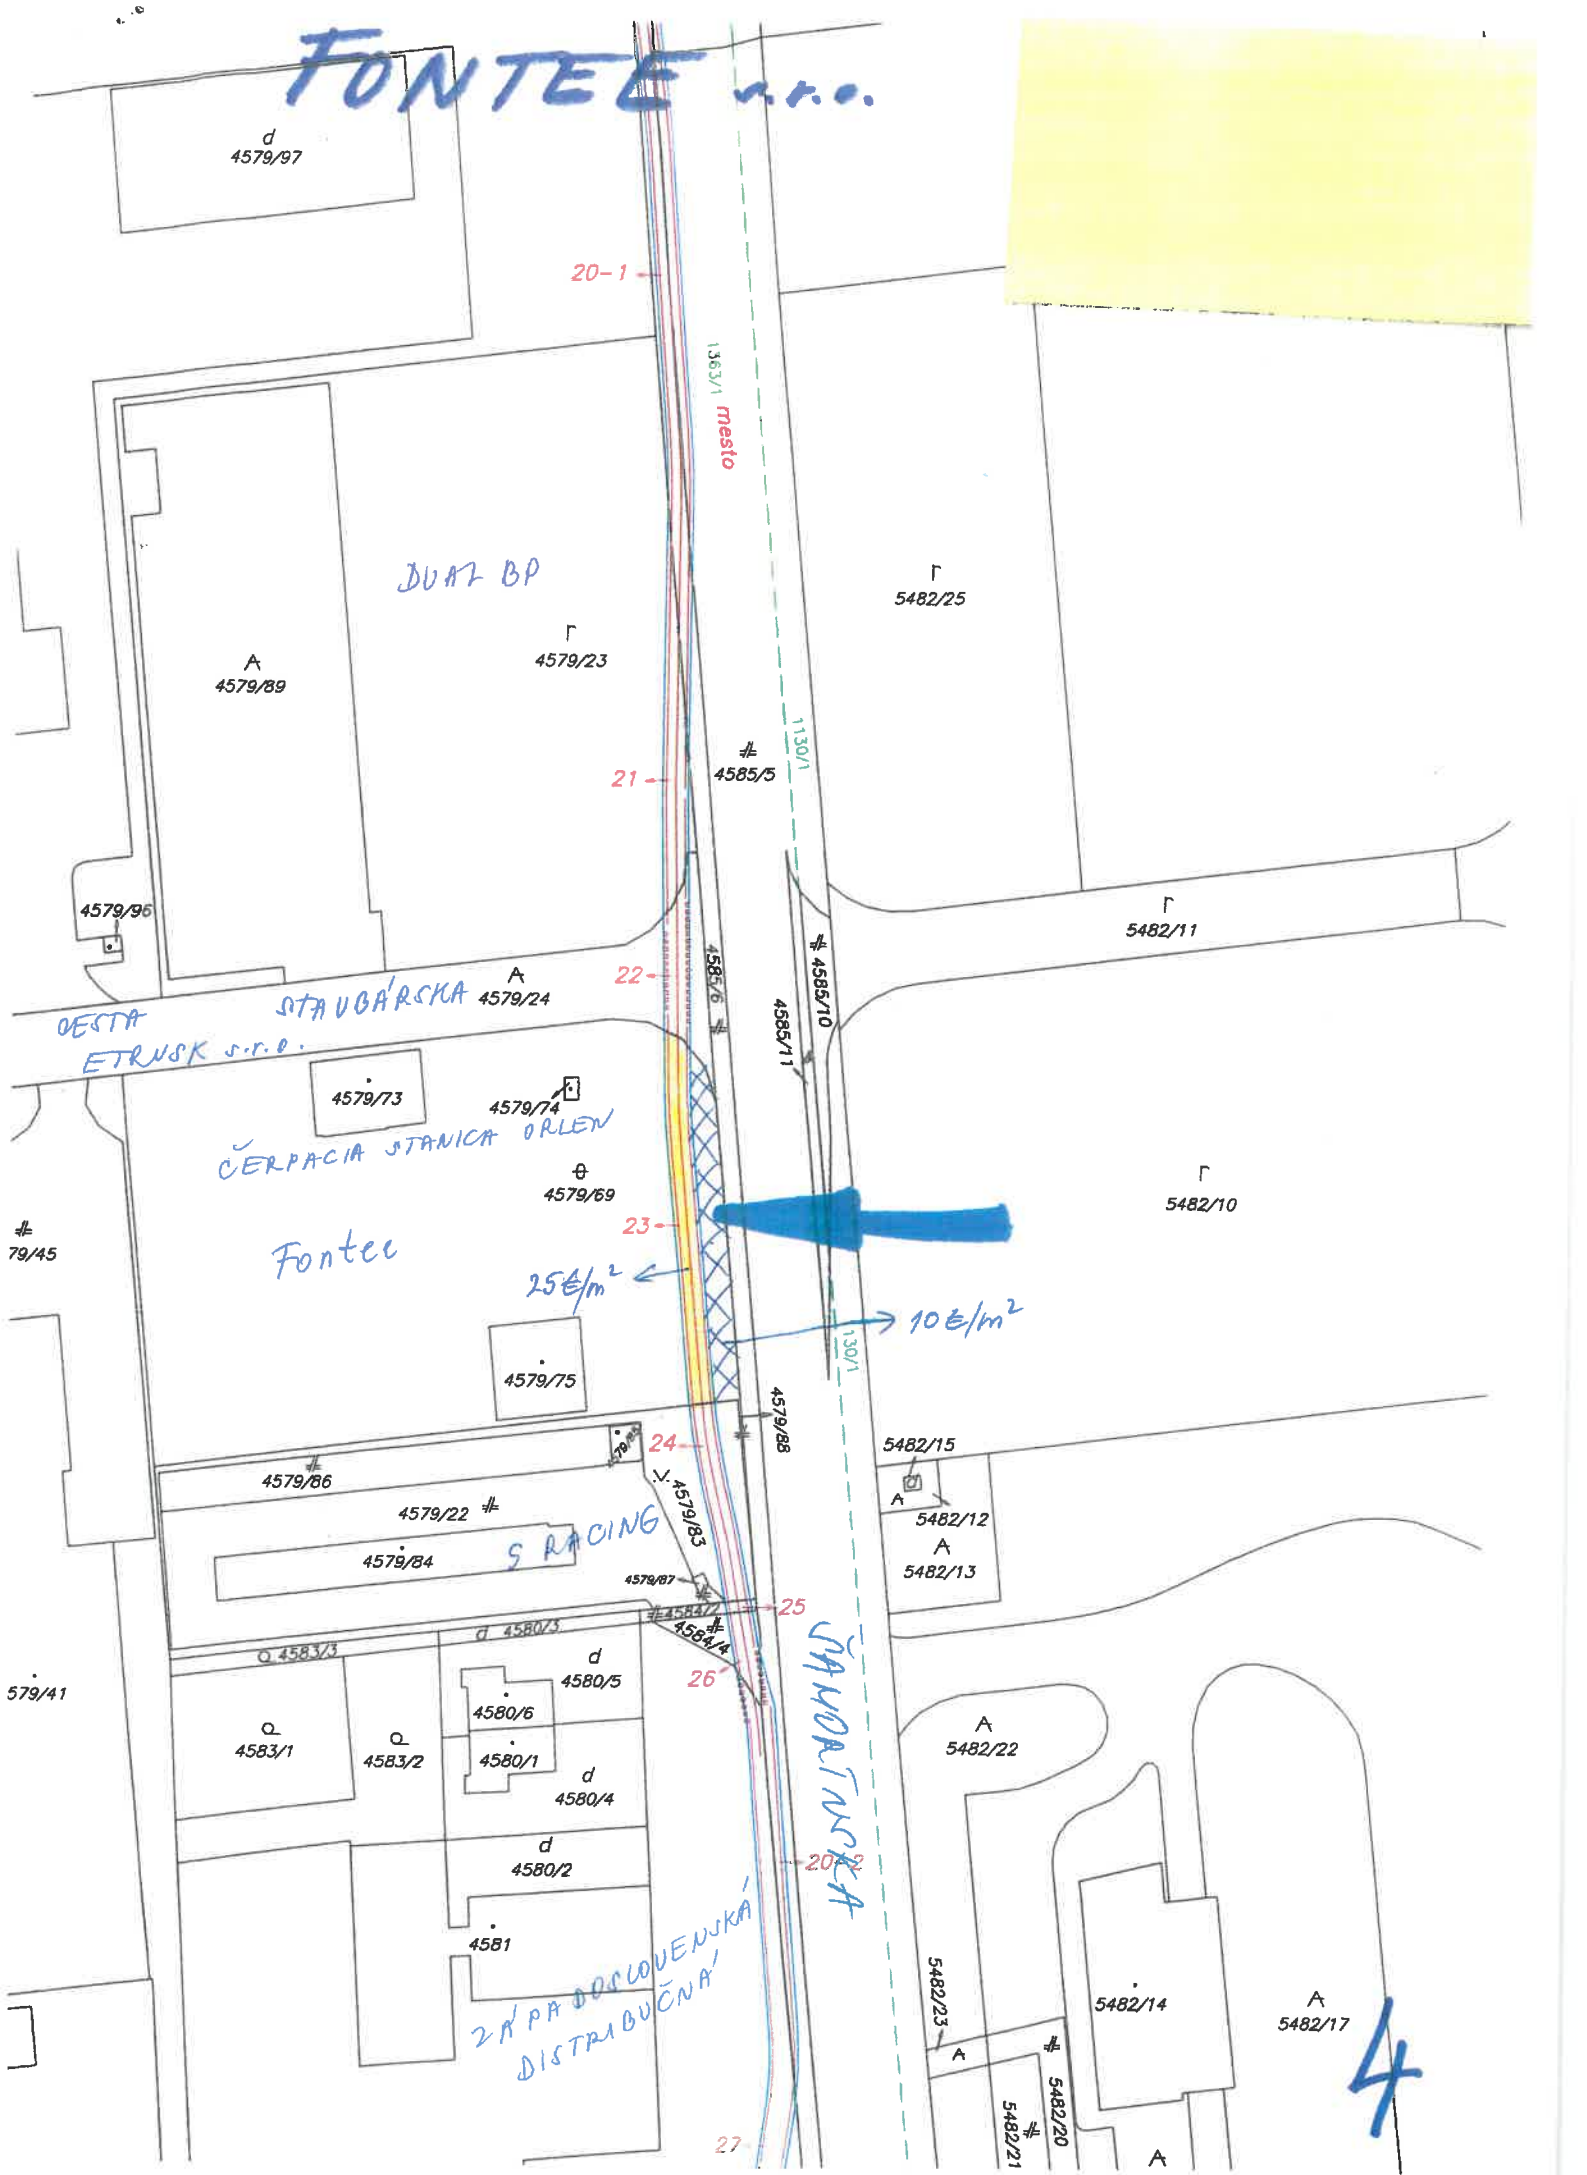 FONTEE s.r.o.
d
4579/97
20-1
1363/1 mesto
DUAL BP
r
4579/23
A
4579/89
r
5482/25
1130/1
#
4585/5
21
4579/96
r
5482/11
22
4585/6 #
# 4585/10
4585/11
A
4579/24
CESTA STAVBÁRSKA
ETRUSK s.r.o.
4579/73
4579/74
ČERPACIA STANICA ORLEN
4579/69
r
5482/10
#
79/45
23
Fontee
25€/m²
10€/m²
130/1
4579/75
4579/88
#
24
4579/85
#
4579/86
4579/22 #
4579/83
4579/84
S RACING
4579/87
5482/15
A
5482/12
A
5482/13
#4584/2
25
#
4584/4
d 4580/3
4583/3
26
d
4580/5
4580/6
579/41
4583/1
4583/2
4580/1
d
4580/4
ŠAMORÍNSKA
A
5482/22
d
4580/2
20-2
4581
ZÁPADOSLOVENSKÁ
DISTRIBUČNÁ
5482/23
A
5482/14
A
5482/17
#
5482/20
#
5482/21
A
27
4